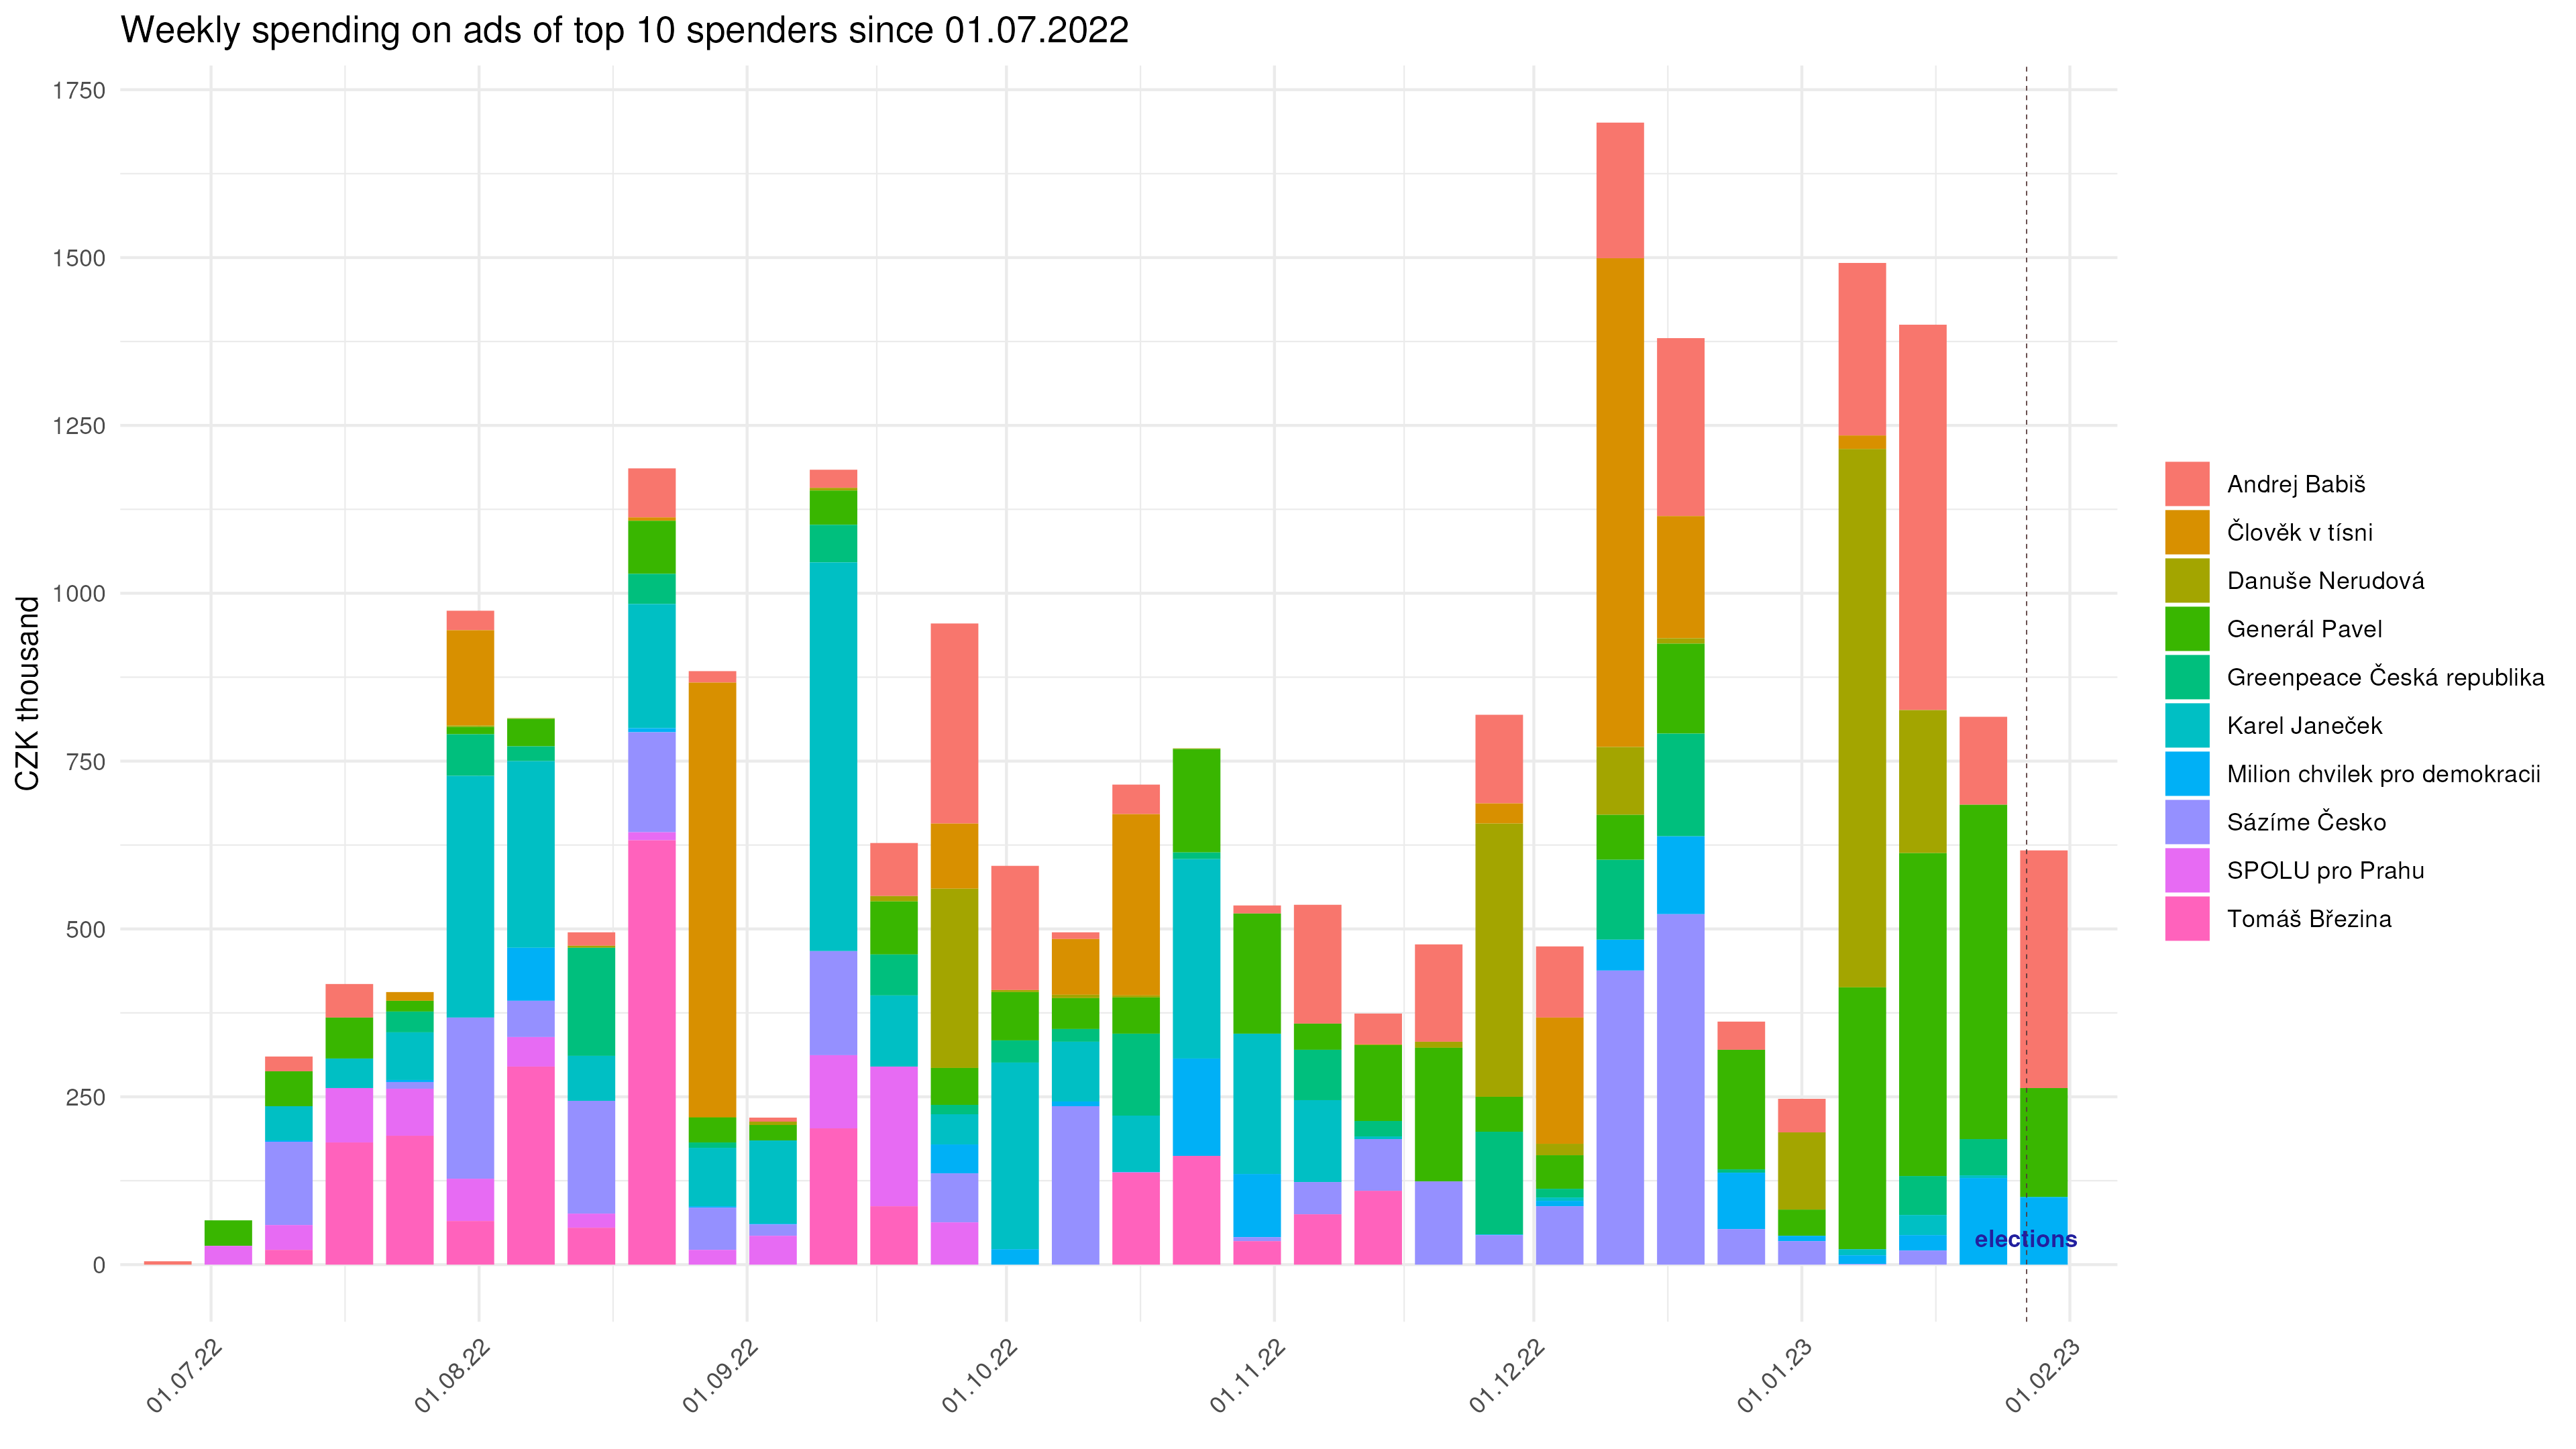 Weekly spending on ads of top 10 spenders since 01.07.2022
CZK thousand
1750
1500
1250
1000
750
500
250
0
elections
01.07.22
01.08.22
01.09.22
01.10.22
01.11.22
01.12.22
01.01.23
01.02.23
Andrej Babiš
Člověk v tísni
Danuše Nerudová
Generál Pavel
Greenpeace Česká republika
Karel Janeček
Milion chvilek pro demokracii
Sázíme Česko
SPOLU pro Prahu
Tomáš Březina